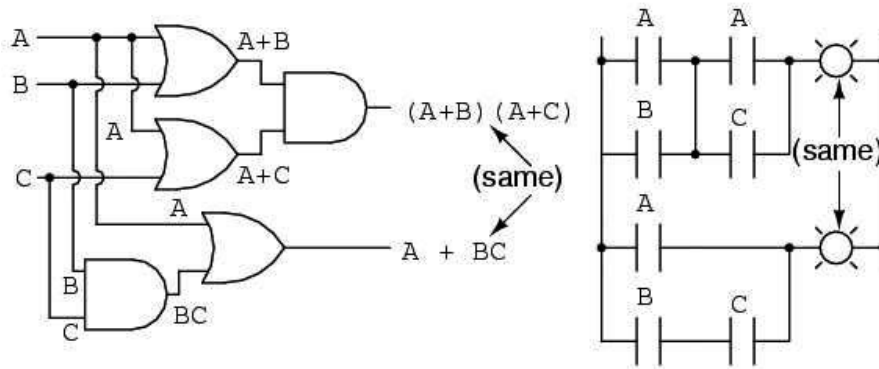 A A+B A A
B
(A+B)(A+C)
A B C
C A+C (same) (same)
A A
A + BC
B BC B C
C